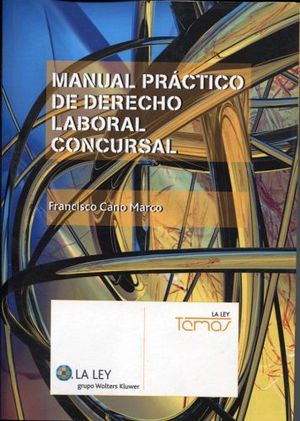 MANUAL PRÁCTICO
DE DERECHO
LABORAL
CONCURSAL
Francisco Cano Marco
LA LEY
Temas
LA LEY
grupo Wolters Kluwer